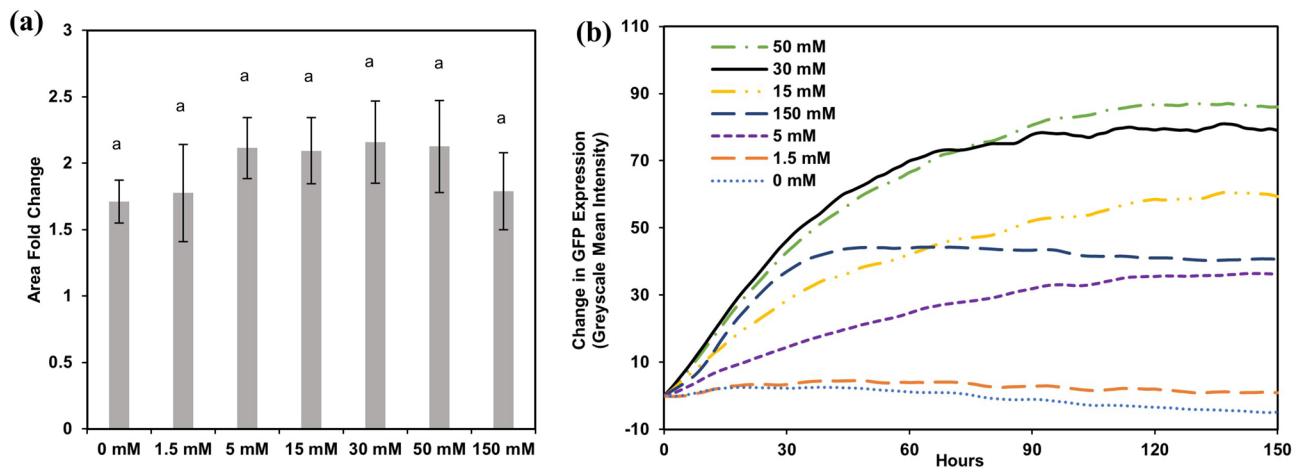 (a)
3
2.5
2
1.5
1
0.5
0
Area Fold Change
a a a a a a a
0 mM 1.5 mM 5 mM 15 mM 30 mM 50 mM 150 mM
(b)
110
90
70
50
30
10
-10
Change in GFP Expression
(Greyscale Mean Intensity)
50 mM
30 mM
15 mM
150 mM
5 mM
1.5 mM
0 mM
0 30 60 90 120 150
Hours